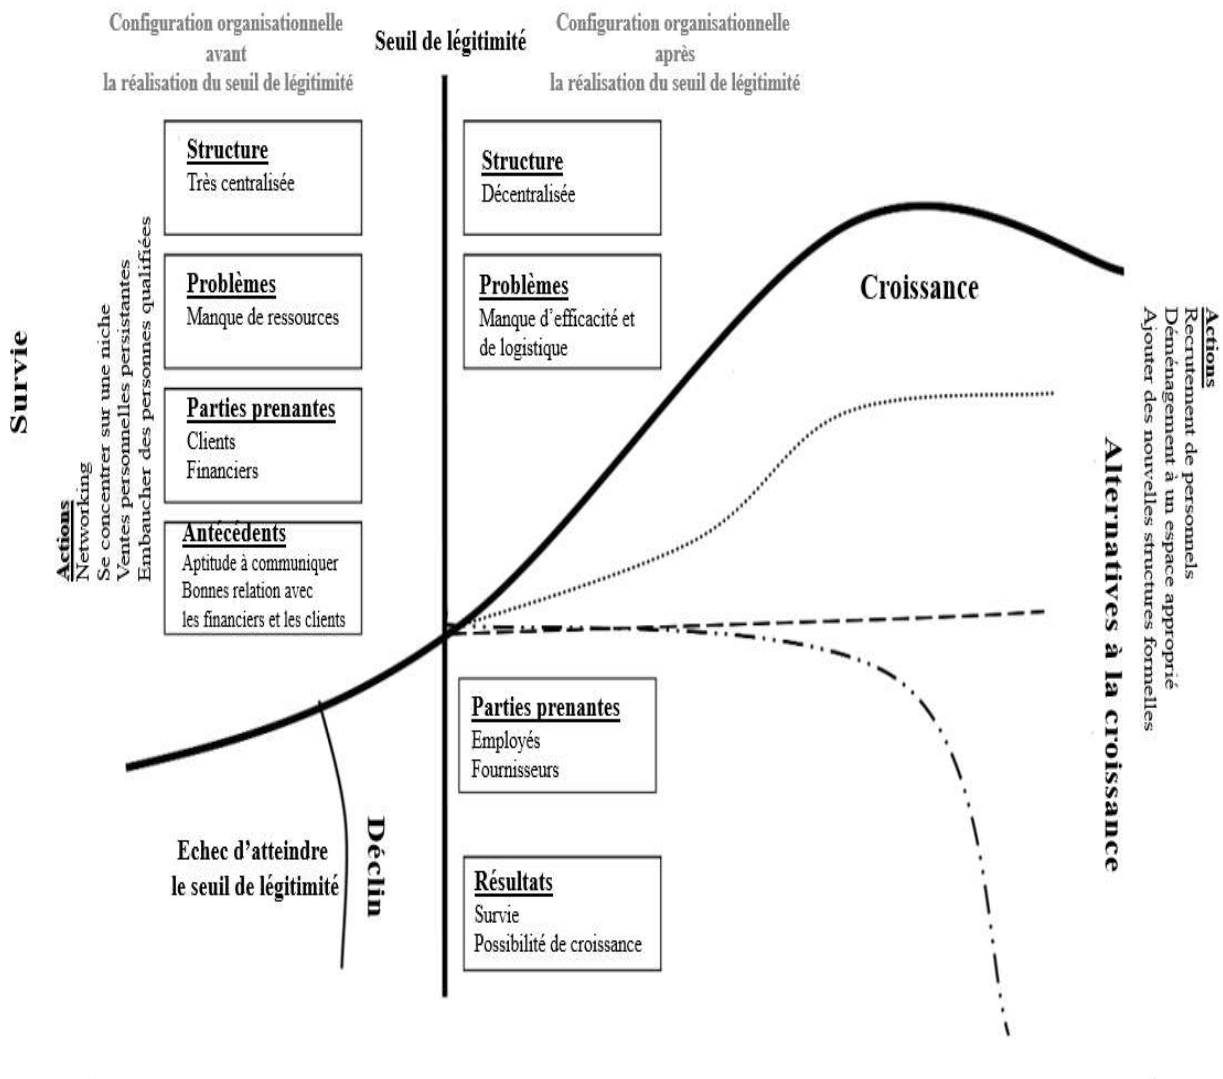 Configuration organisationnelle
avant
la réalisation du seuil de légitimité
Seuil de légitimité
Configuration organisationnelle
après
la réalisation du seuil de légitimité
Survie
Actions
Networking
Se concentrer sur une niche
Ventes personnelles persistantes
Embaucher des personnes qualifiées
Structure
Très centralisée
Problèmes
Manque de ressources
Parties prenantes
Clients
Financiers
Antécédents
Aptitude à communiquer
Bonnes relation avec
les financiers et les clients
Echec d’atteindre
le seuil de légitimité
Déclin
Structure
Décentralisée
Problèmes
Manque d’efficacité et
de logistique
Parties prenantes
Employés
Fournisseurs
Résultats
Survie
Possibilité de croissance
Croissance
Alternatives à la croissance
Actions
Recrutement de personnels
Déménagement à un espace approprié
Ajouter des nouvelles structures formelles